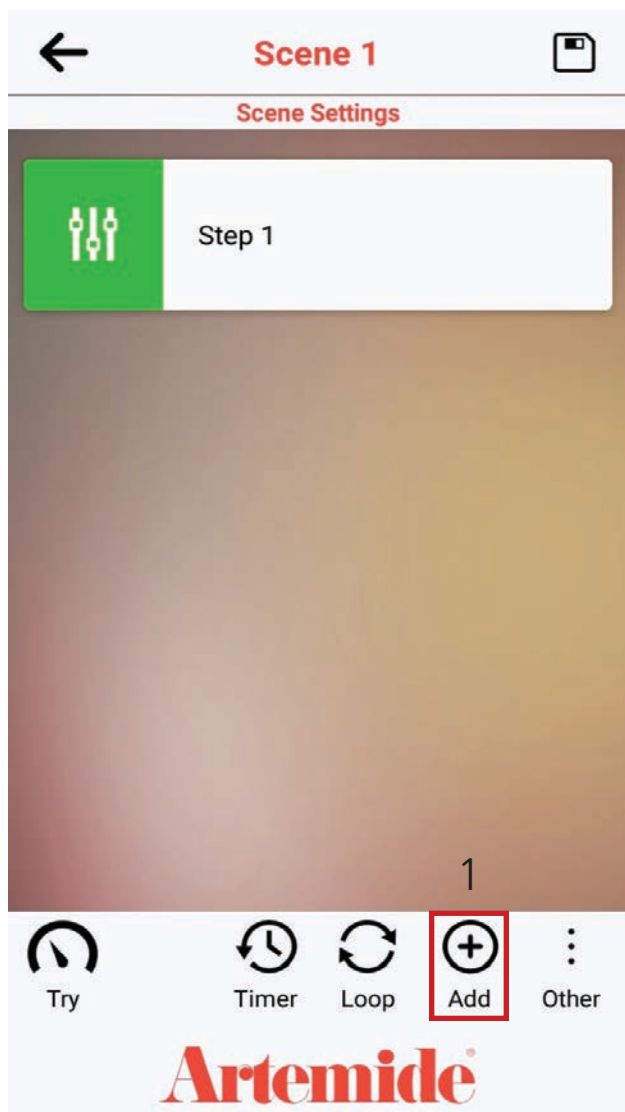 Scene 1
Scene Settings
Step 1
1
Try Timer Loop Add Other
Artemide